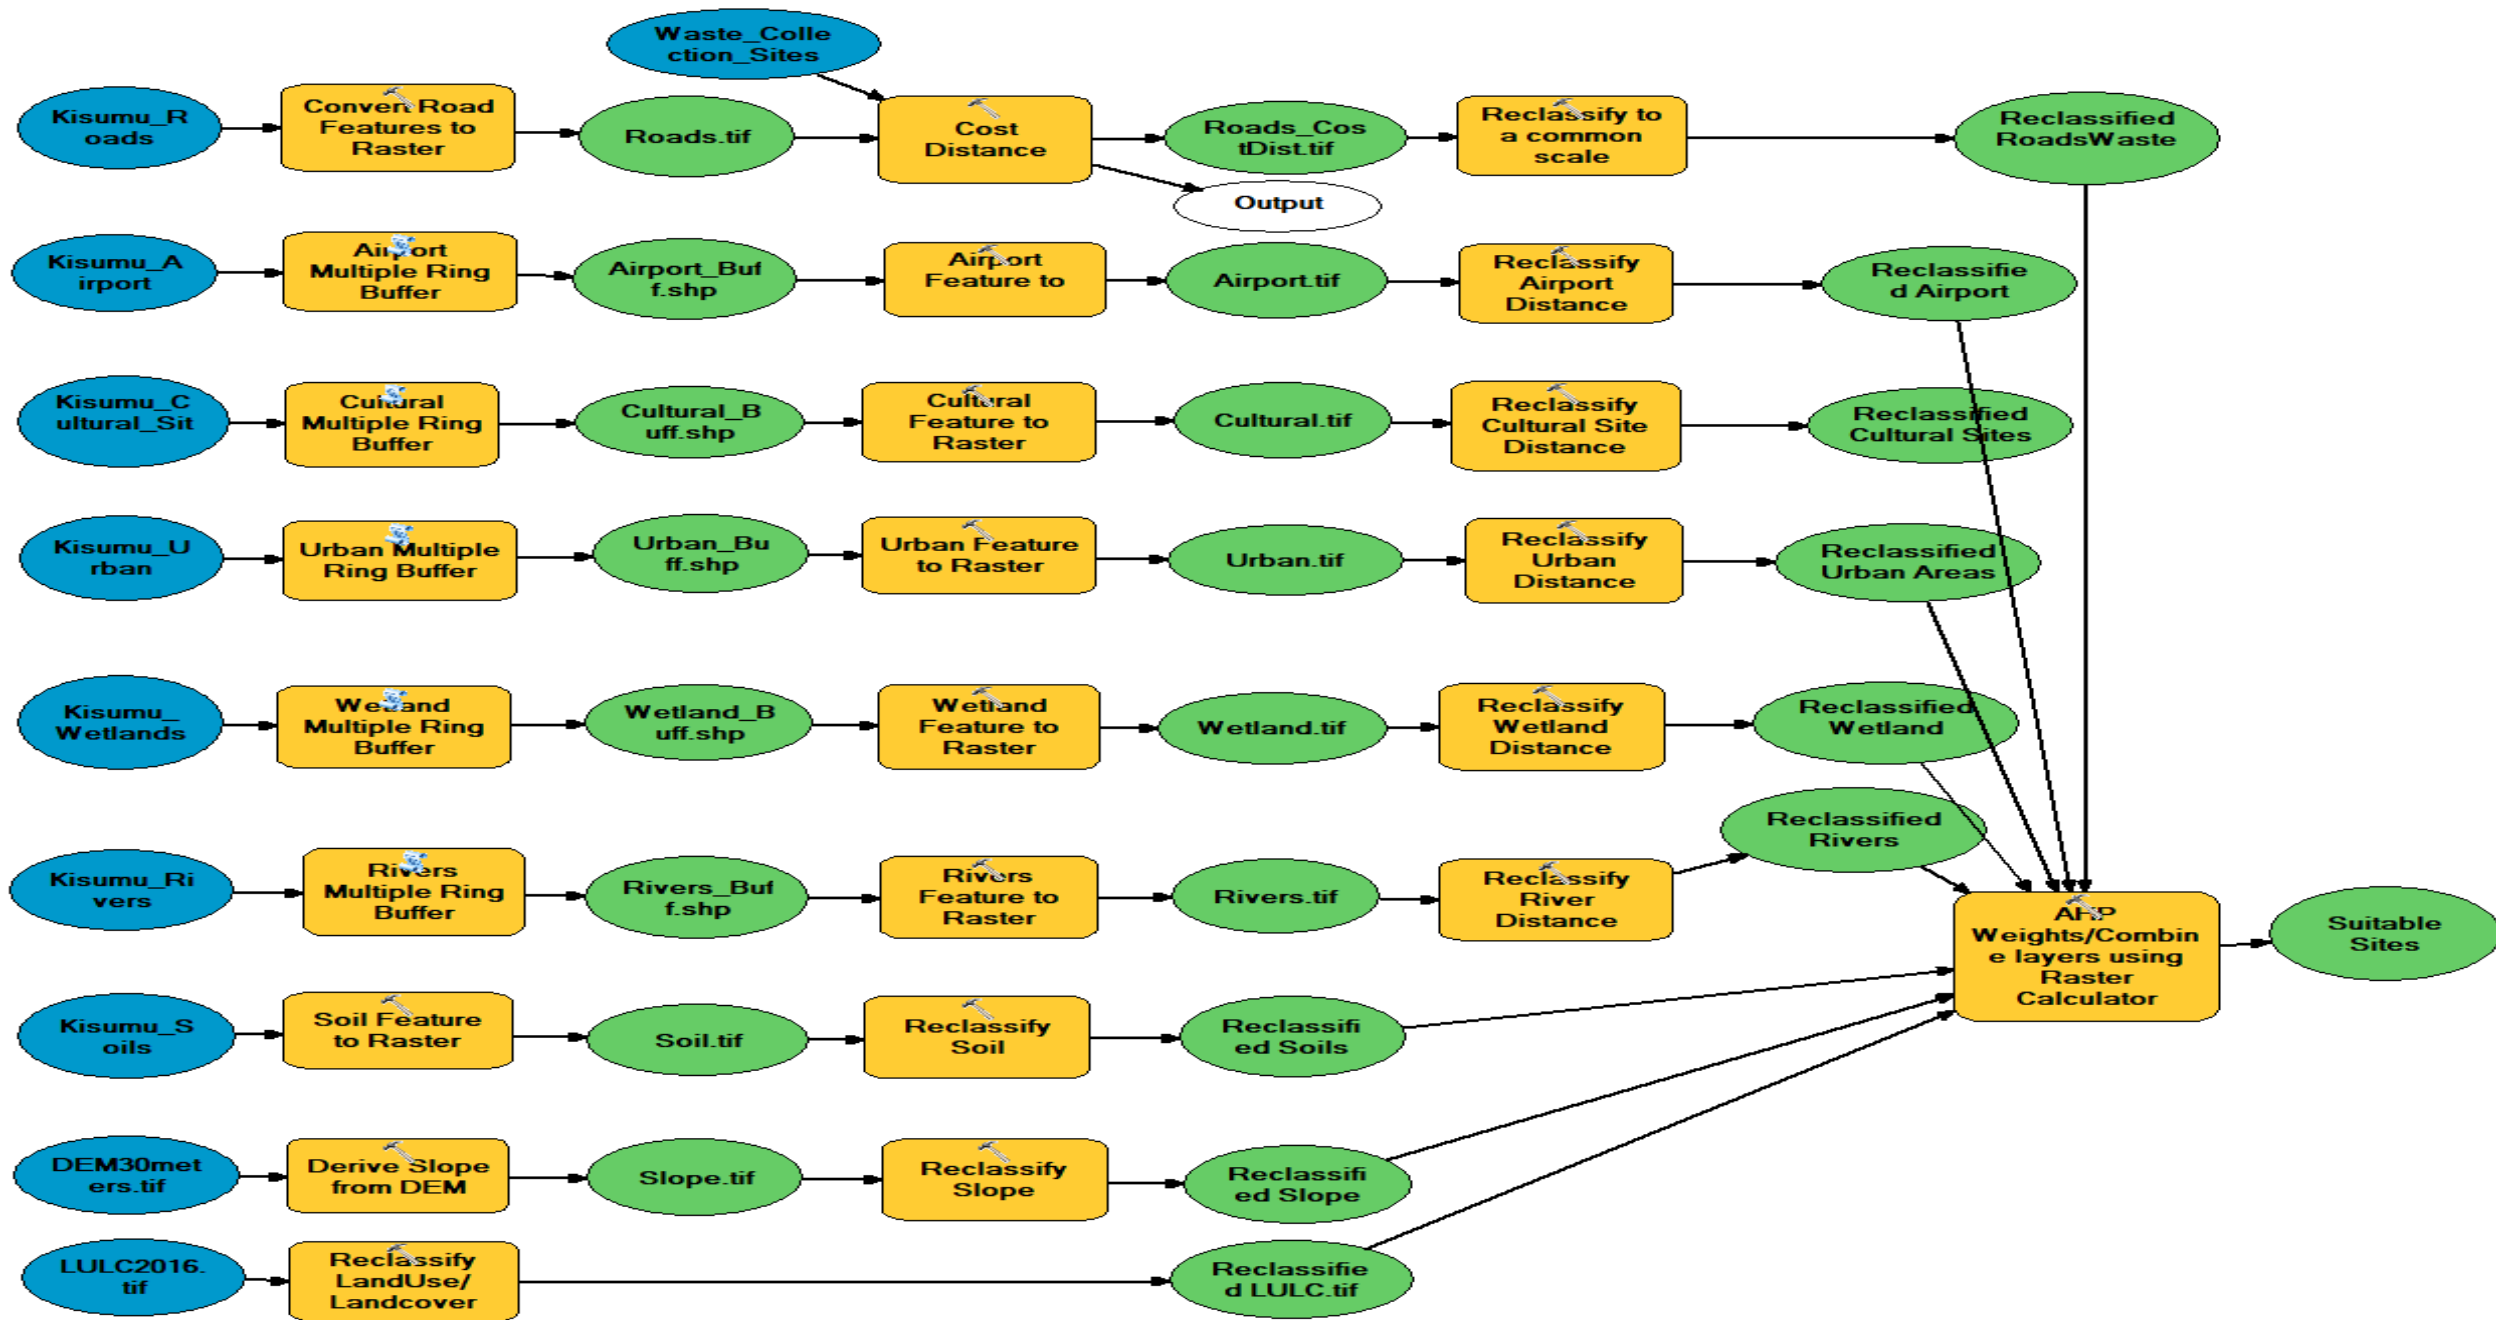 Waste_Colle
ction_Sites
Kisumu_R
oads
Convert Road
Features to
Raster
Roads.tif
Cost
Distance
Roads_Cos
tDist.tif
Reclassify to
a common
scale
Reclassified
RoadsWaste
Output
Kisumu_A
irport
Airport
Multiple Ring
Buffer
Airport_Buf
f.shp
Airport
Feature to
Airport.tif
Reclassify
Airport
Distance
Reclassifie
d Airport
Kisumu_C
ultural_Sit
Cultural
Multiple Ring
Buffer
Cultural_B
uff.shp
Cultural
Feature to
Raster
Cultural.tif
Reclassify
Cultural Site
Distance
Reclassified
Cultural Sites
Kisumu_U
rban
Urban Multiple
Ring Buffer
Urban_Bu
ff.shp
Urban Feature
to Raster
Urban.tif
Reclassify
Urban
Distance
Reclassified
Urban Areas
Kisumu_
Wetlands
Wetland
Multiple Ring
Buffer
Wetland_B
uff.shp
Wetland
Feature to
Raster
Wetland.tif
Reclassify
Wetland
Distance
Reclassified
Wetland
Kisumu_Ri
vers
Rivers
Multiple Ring
Buffer
Rivers_Buf
f.shp
Rivers
Feature to
Raster
Rivers.tif
Reclassify
River
Distance
Reclassified
Rivers
AHP
Weights/Combin
e layers using
Raster
Calculator
Suitable
Sites
Kisumu_S
oils
Soil Feature
to Raster
Soil.tif
Reclassify
Soil
Reclassifi
ed Soils
DEM30met
ers.tif
Derive Slope
from DEM
Slope.tif
Reclassify
Slope
Reclassifi
ed Slope
LULC2016.
tif
Reclassify
LandUse/
Landcover
Reclassifie
d LULC.tif